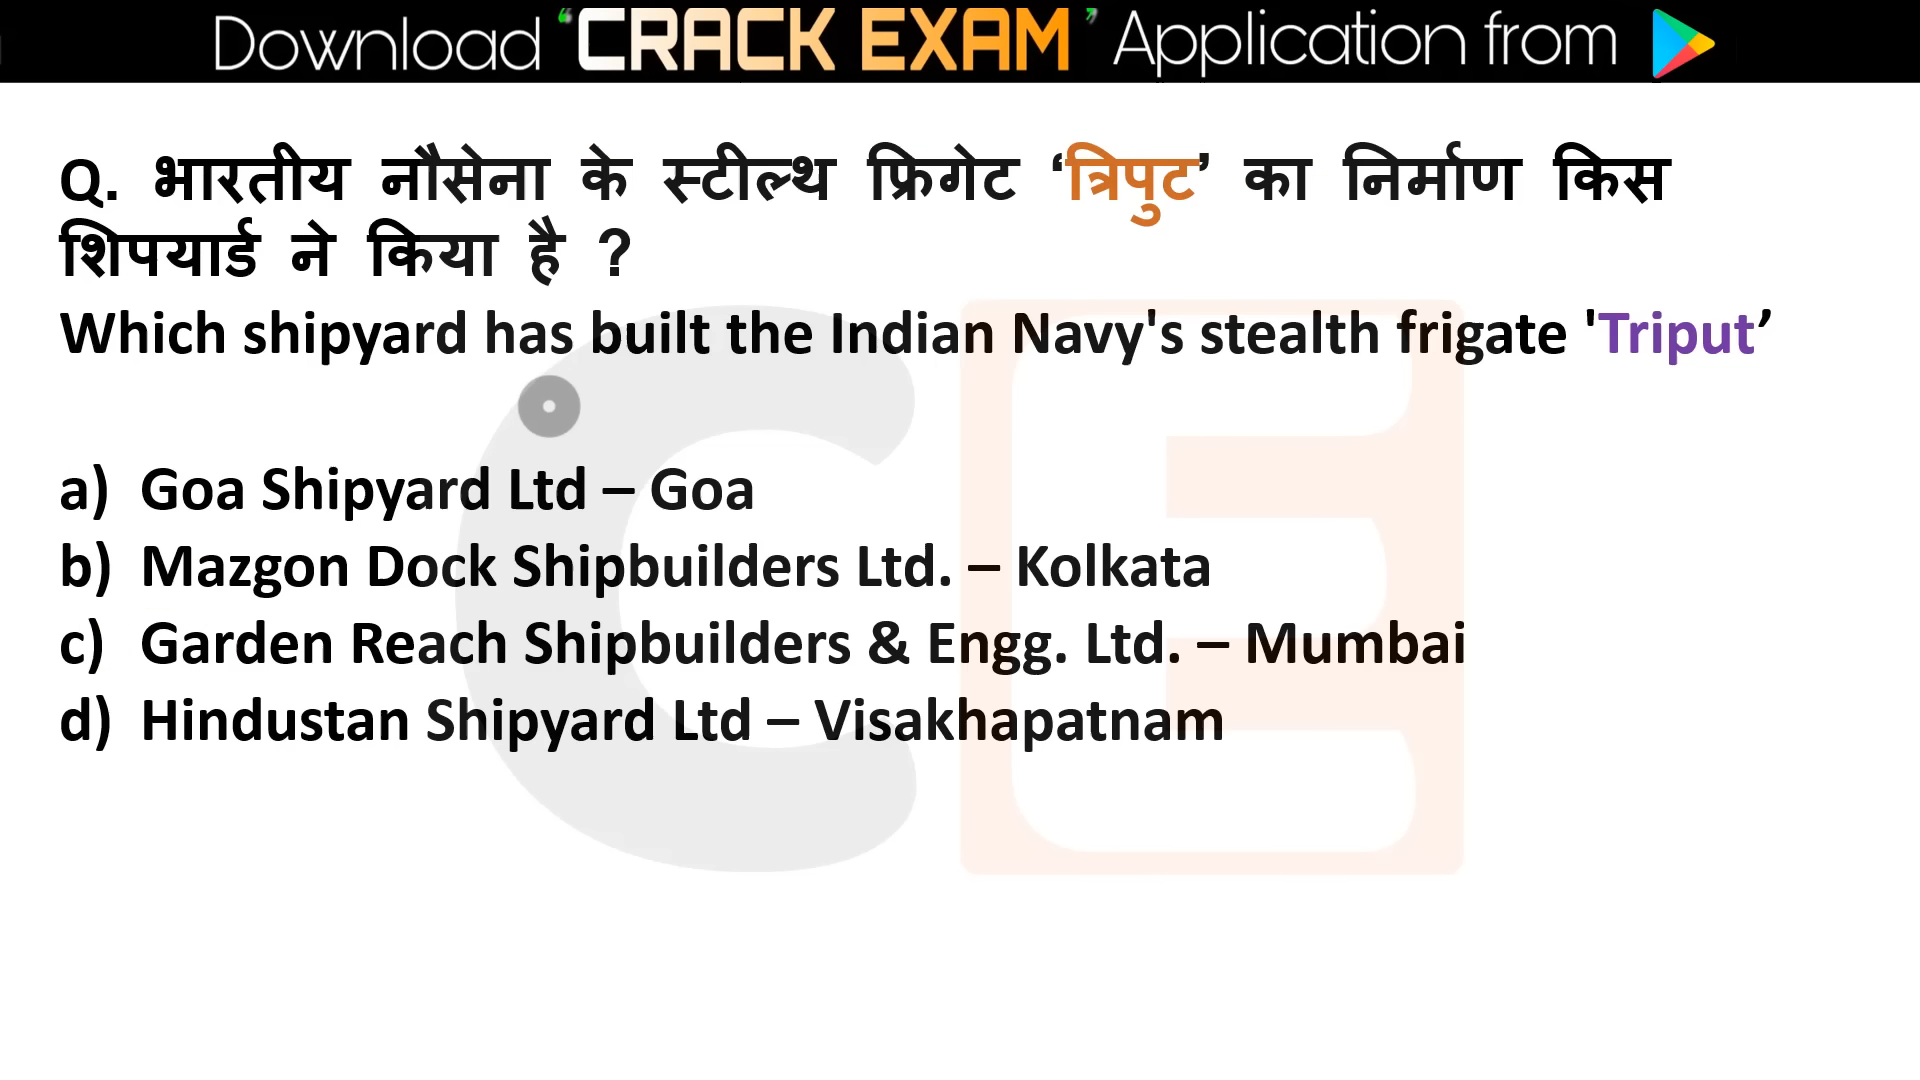 Download ‘CRACK EXAM’ Application from
Q. भारतीय नौसेना के स्टील्थ फ्रिगेट ‘त्रिपुट’ का निर्माण किस
शिपयार्ड ने किया है ?
Which shipyard has built the Indian Navy's stealth frigate 'Triput’
a) Goa Shipyard Ltd – Goa
b) Mazgon Dock Shipbuilders Ltd. – Kolkata
c) Garden Reach Shipbuilders & Engg. Ltd. – Mumbai
d) Hindustan Shipyard Ltd – Visakhapatnam
CE